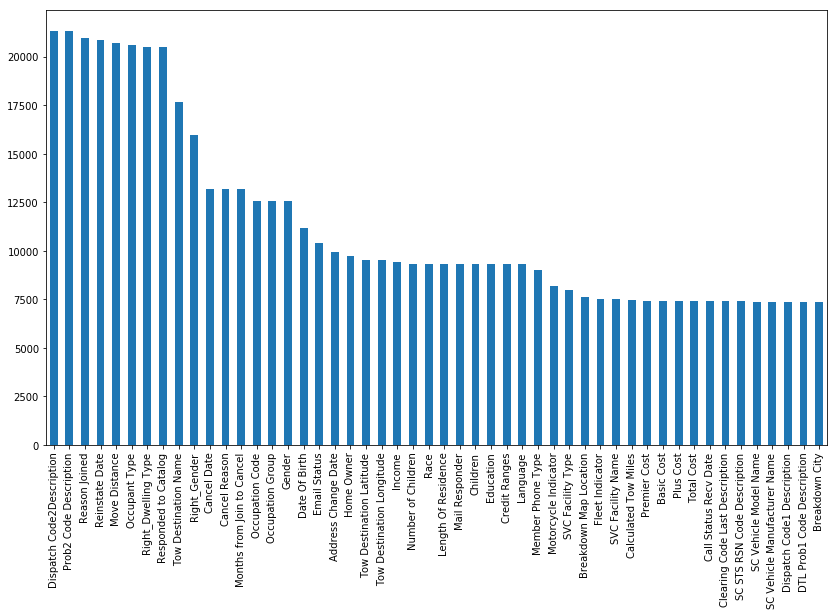 20000
17500
15000
12500
10000
7500
5000
2500
0
Dispatch Code2Description
Prob2 Code Description
Reason Joined
Reinstate Date
Move Distance
Occupant Type
Right_Dwelling Type
Responded to Catalog
Tow Destination Name
Right_Gender
Cancel Date
Cancel Reason
Months from Join to Cancel
Occupation Code
Occupation Group
Gender
Date Of Birth
Email Status
Address Change Date
Home Owner
Tow Destination Latitude
Tow Destination Longtitude
Income
Number of Children
Race
Length Of Residence
Mail Responder
Children
Education
Credit Ranges
Language
Member Phone Type
Motorcycle Indicator
SVC Facility Type
Breakdown Map Location
Fleet Indicator
SVC Facility Name
Calculated Tow Miles
Premier Cost
Basic Cost
Plus Cost
Total Cost
Call Status Recv Date
Clearing Code Last Description
SC STS RSN Code Description
SC Vehicle Model Name
SC Vehicle Manufacturer Name
Dispatch Code1 Description
DTL Prob1 Code Description
Breakdown City